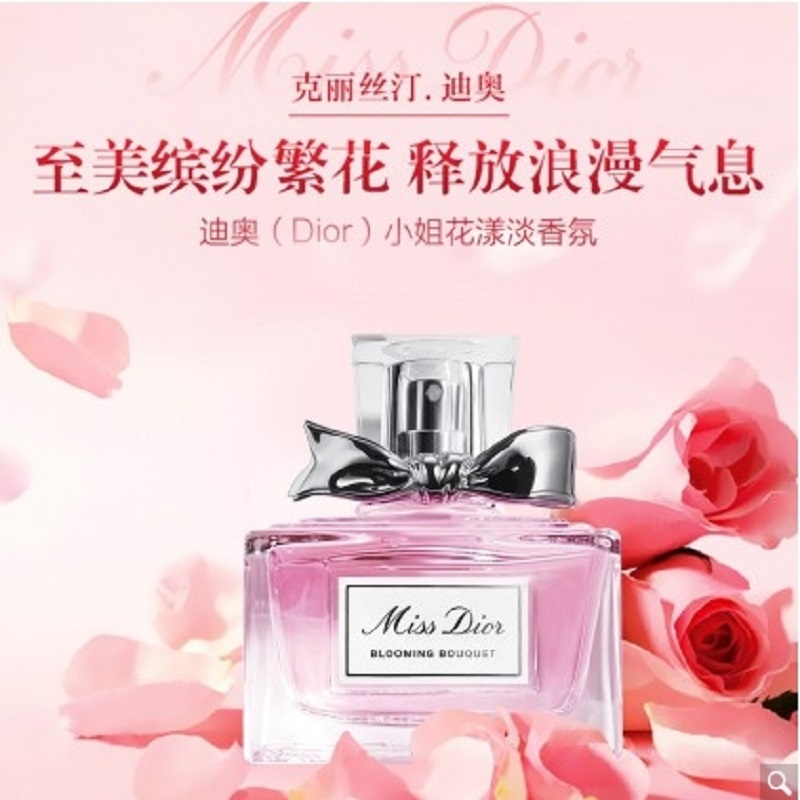 Miss Dior
克丽丝汀.迪奥
至美缤纷繁花 释放浪漫气息
迪奥（Dior）小姐花漾淡香氛
Miss Dior
BLOOMING BOUQUET